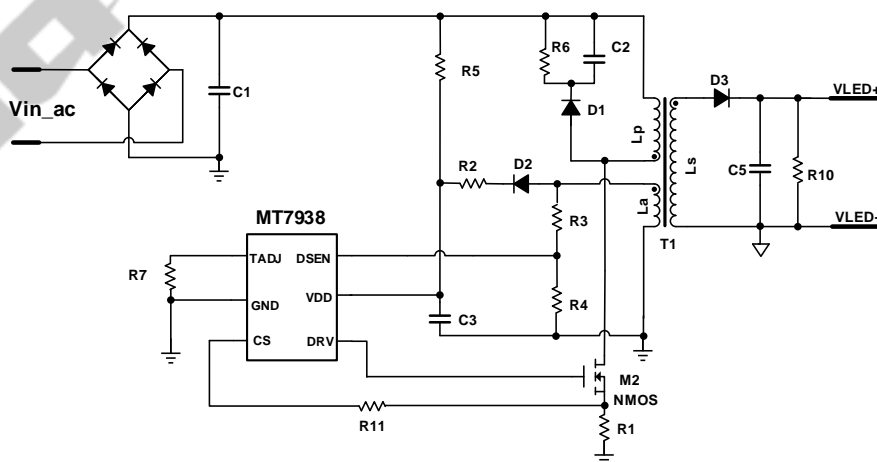 R6
C2
R5
C1
D1
D3
VLED+
Vin_ac
Lp
Ls
R2
D2
C5
R10
La
MT7938
R3
T1
VLED-
TADJ
DSEN
R7
GND
VDD
R4
C3
CS
DRV
M2
NMOS
R11
R1